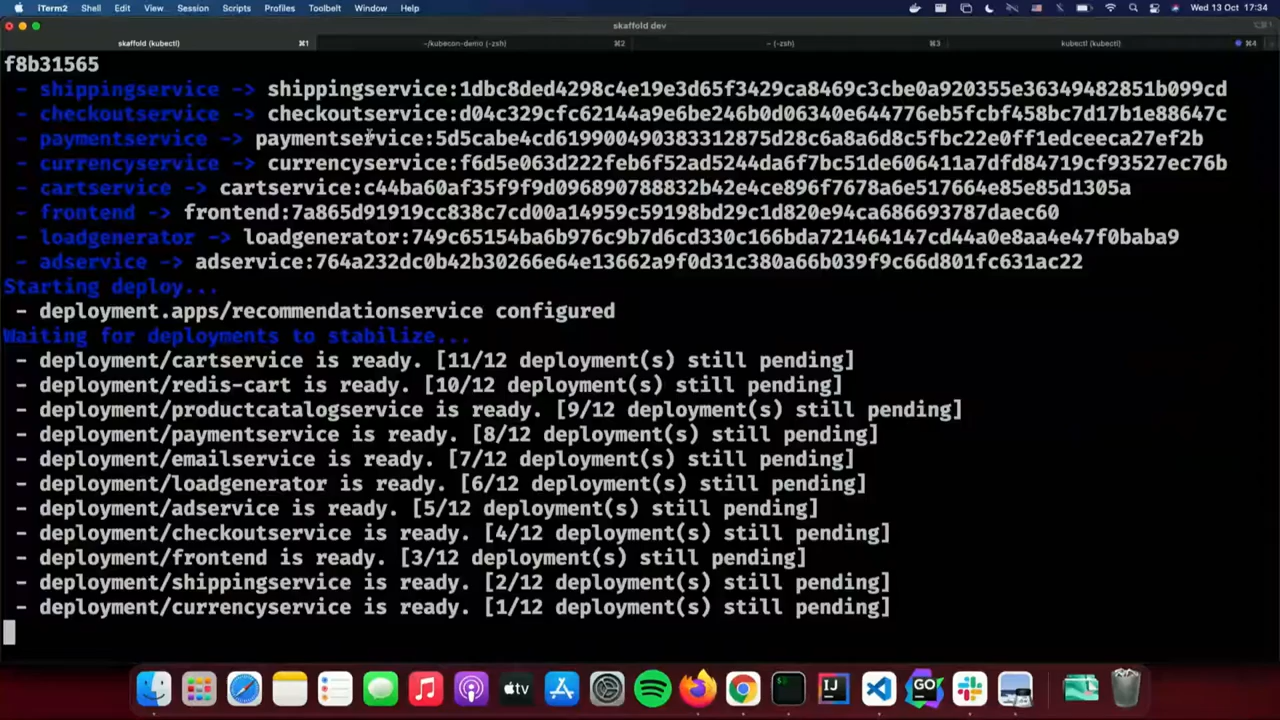 iTerm2 Shell Edit View Session Scripts Profiles Toolbelt Window Help Wed 13 Oct 17:34
skaffold dev
skaffold (kubectl) ⌘1 ~/kubecon-demo (-zsh) ⌘2 ~ (-zsh) ⌘3 kubectl (kubectl) ⌘4
f8b31565
- shippingservice -> shippingservice:1dbc8ded4298c4e19e3d65f3429ca8469c3cbe0a920355e36349482851b099cd
- checkoutservice -> checkoutservice:d04c329cfc62144a9e6be246b0d06340e644776eb5fcbf458bc7d17b1e88647c
- paymentservice -> paymentservice:5d5cabe4cd619900490383312875d28c6a8a6d8c5fbc22e0ff1edceeca27ef2b
- currencyservice -> currencyservice:f6d5e063d222feb6f52ad5244da6f7bc51de606411a7dfd84719cf93527ec76b
- cartservice -> cartservice:c44ba60af35f9f9d096890788832b42e4ce896f7678a6e517664e85e85d1305a
- frontend -> frontend:7a865d91919cc838c7cd00a14959c59198bd29c1d820e94ca686693787daec60
- loadgenerator -> loadgenerator:749c65154ba6b976c9b7d6cd330c166bda721464147cd44a0e8aa4e47f0baba9
- adservice -> adservice:764a232dc0b42b30266e64e13662a9f0d31c380a66b039f9c66d801fc631ac22
Starting deploy...
- deployment.apps/recommendationservice configured
Waiting for deployments to stabilize...
- deployment/cartservice is ready. [11/12 deployment(s) still pending]
- deployment/redis-cart is ready. [10/12 deployment(s) still pending]
- deployment/productcatalogservice is ready. [9/12 deployment(s) still pending]
- deployment/paymentservice is ready. [8/12 deployment(s) still pending]
- deployment/emailservice is ready. [7/12 deployment(s) still pending]
- deployment/loadgenerator is ready. [6/12 deployment(s) still pending]
- deployment/adservice is ready. [5/12 deployment(s) still pending]
- deployment/checkoutservice is ready. [4/12 deployment(s) still pending]
- deployment/frontend is ready. [3/12 deployment(s) still pending]
- deployment/shippingservice is ready. [2/12 deployment(s) still pending]
- deployment/currencyservice is ready. [1/12 deployment(s) still pending]
tv
IJ
GO